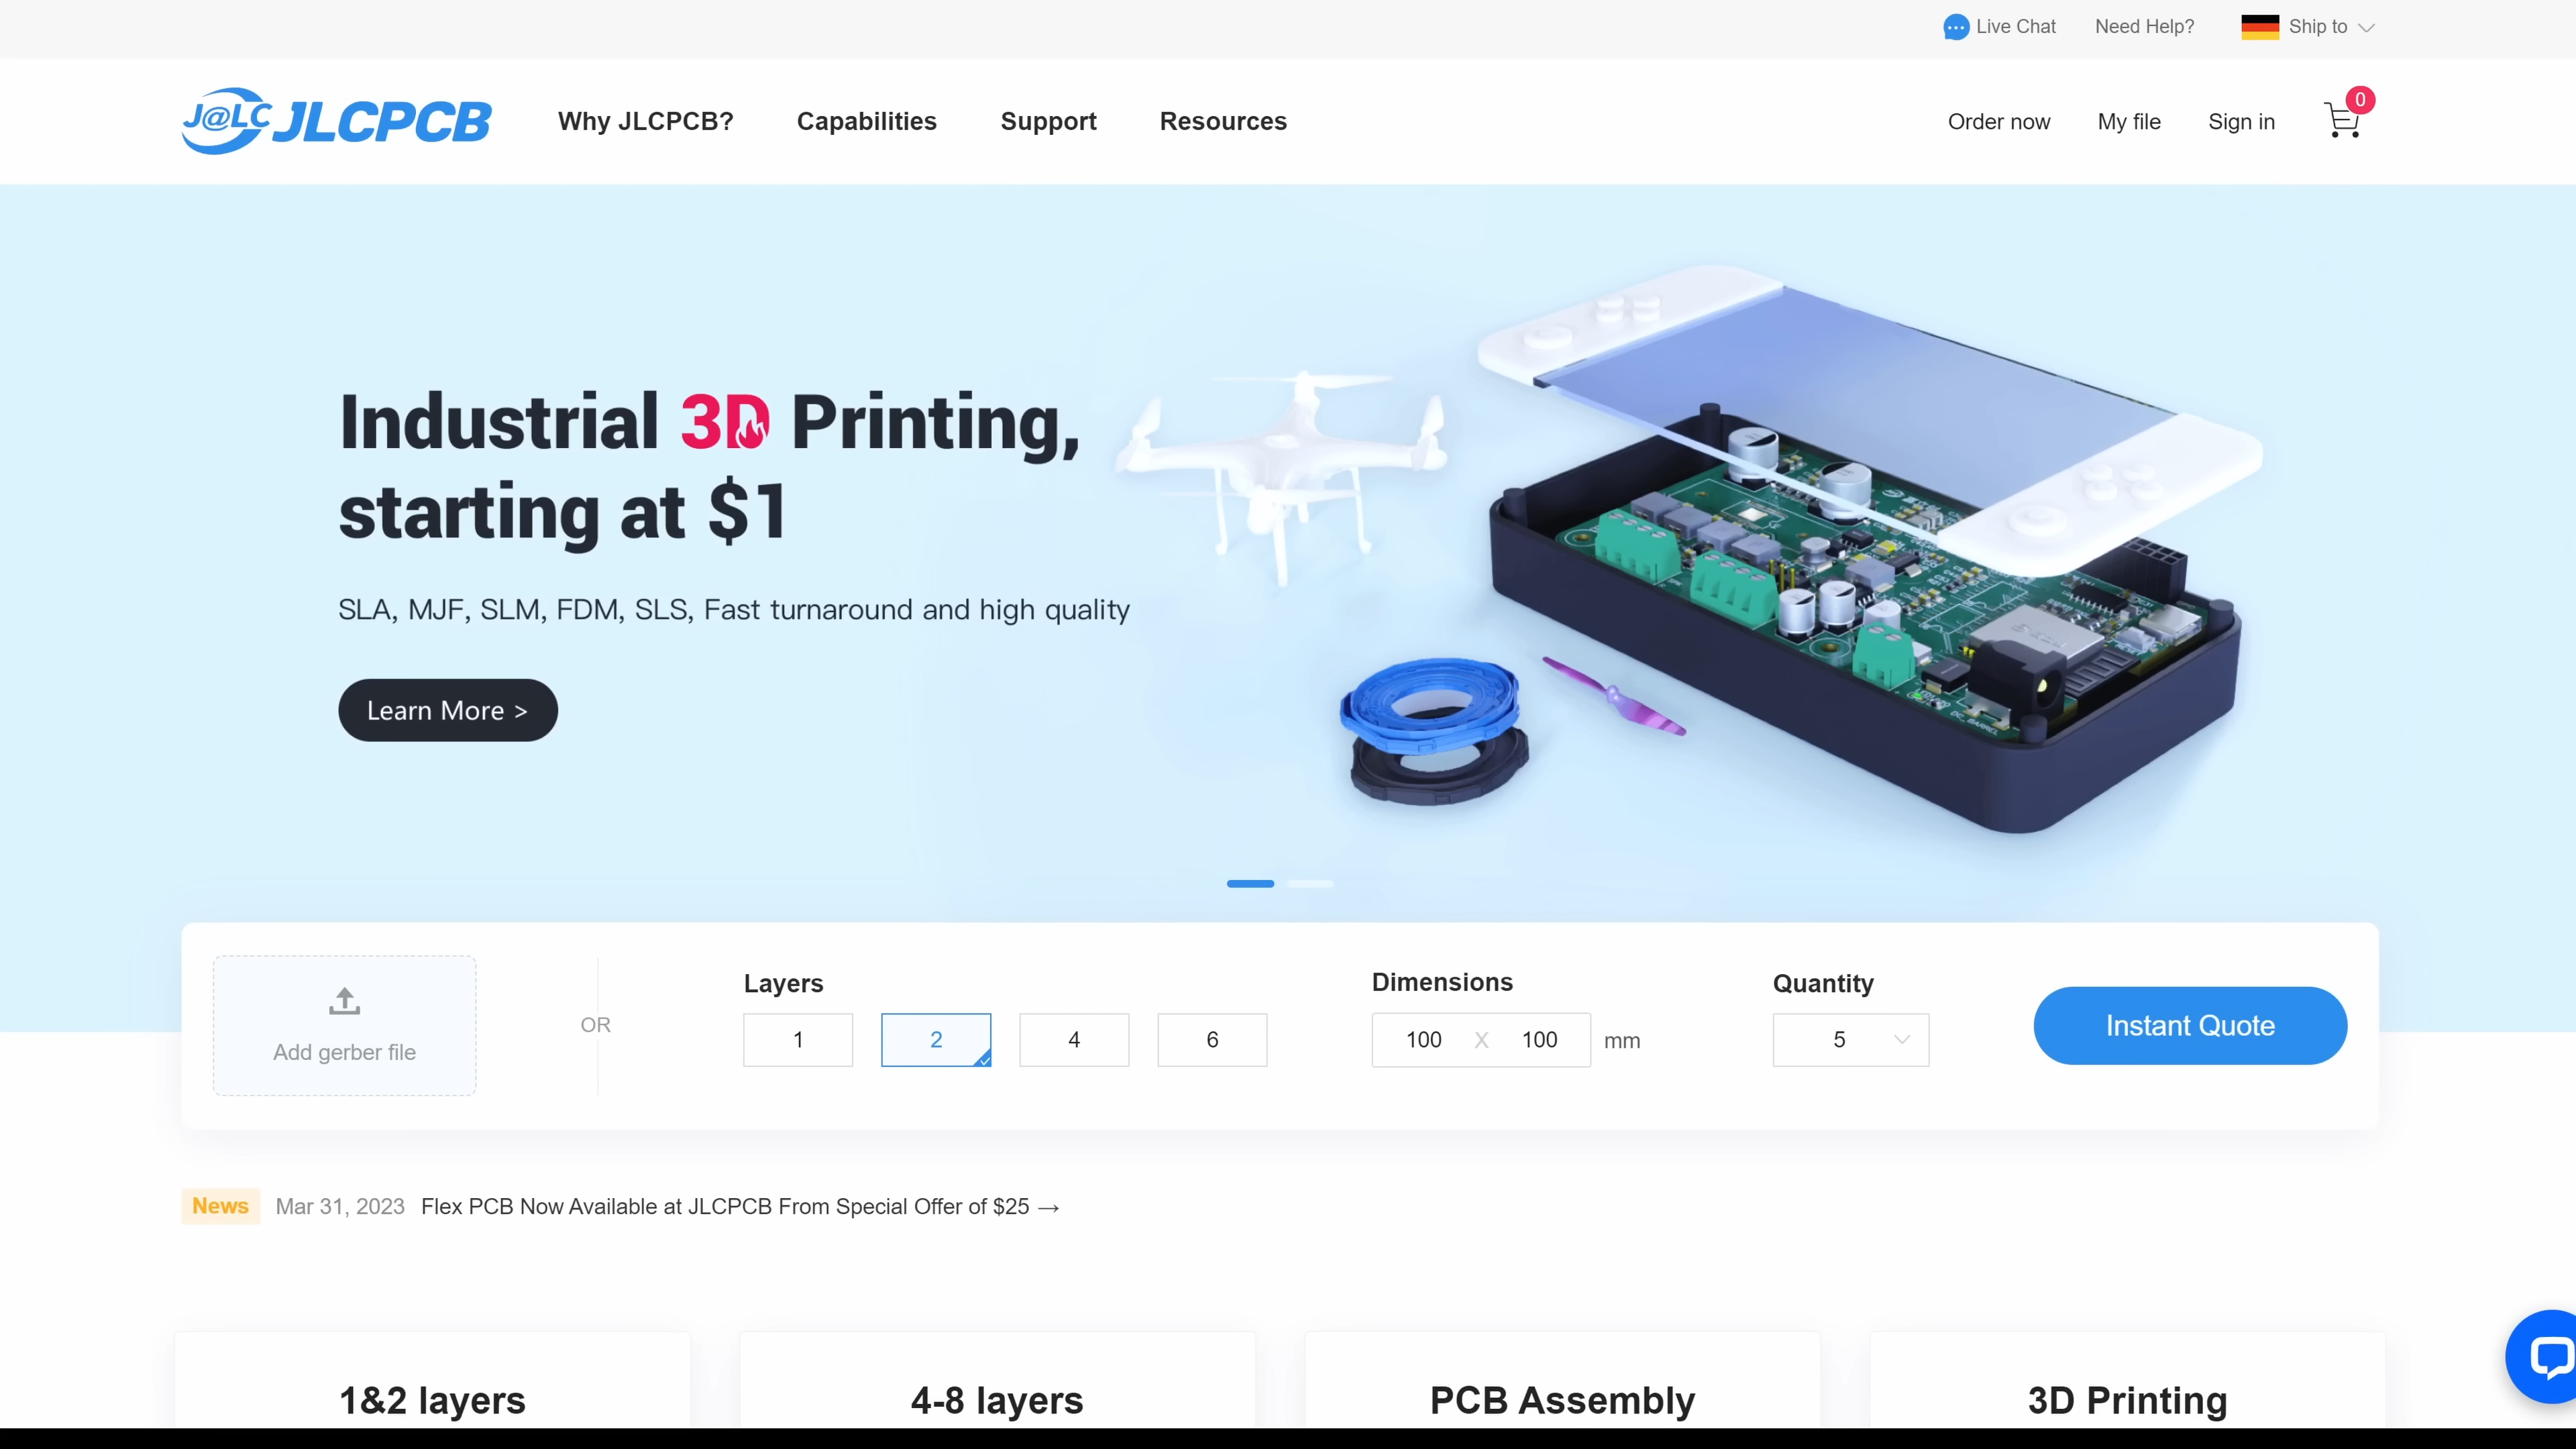 Live Chat Need Help? Ship to
J@LC JLCPCB Why JLCPCB? Capabilities Support Resources Order now My file Sign in 0
Industrial 3D Printing,
starting at $1
SLA, MJF, SLM, FDM, SLS, Fast turnaround and high quality
Learn More >
Add gerber file
OR
Layers
1 2 4 6
Dimensions
100 X 100 mm
Quantity
5
Instant Quote
News Mar 31, 2023 Flex PCB Now Available at JLCPCB From Special Offer of $25 →
1&2 layers
4-8 layers
PCB Assembly
3D Printing